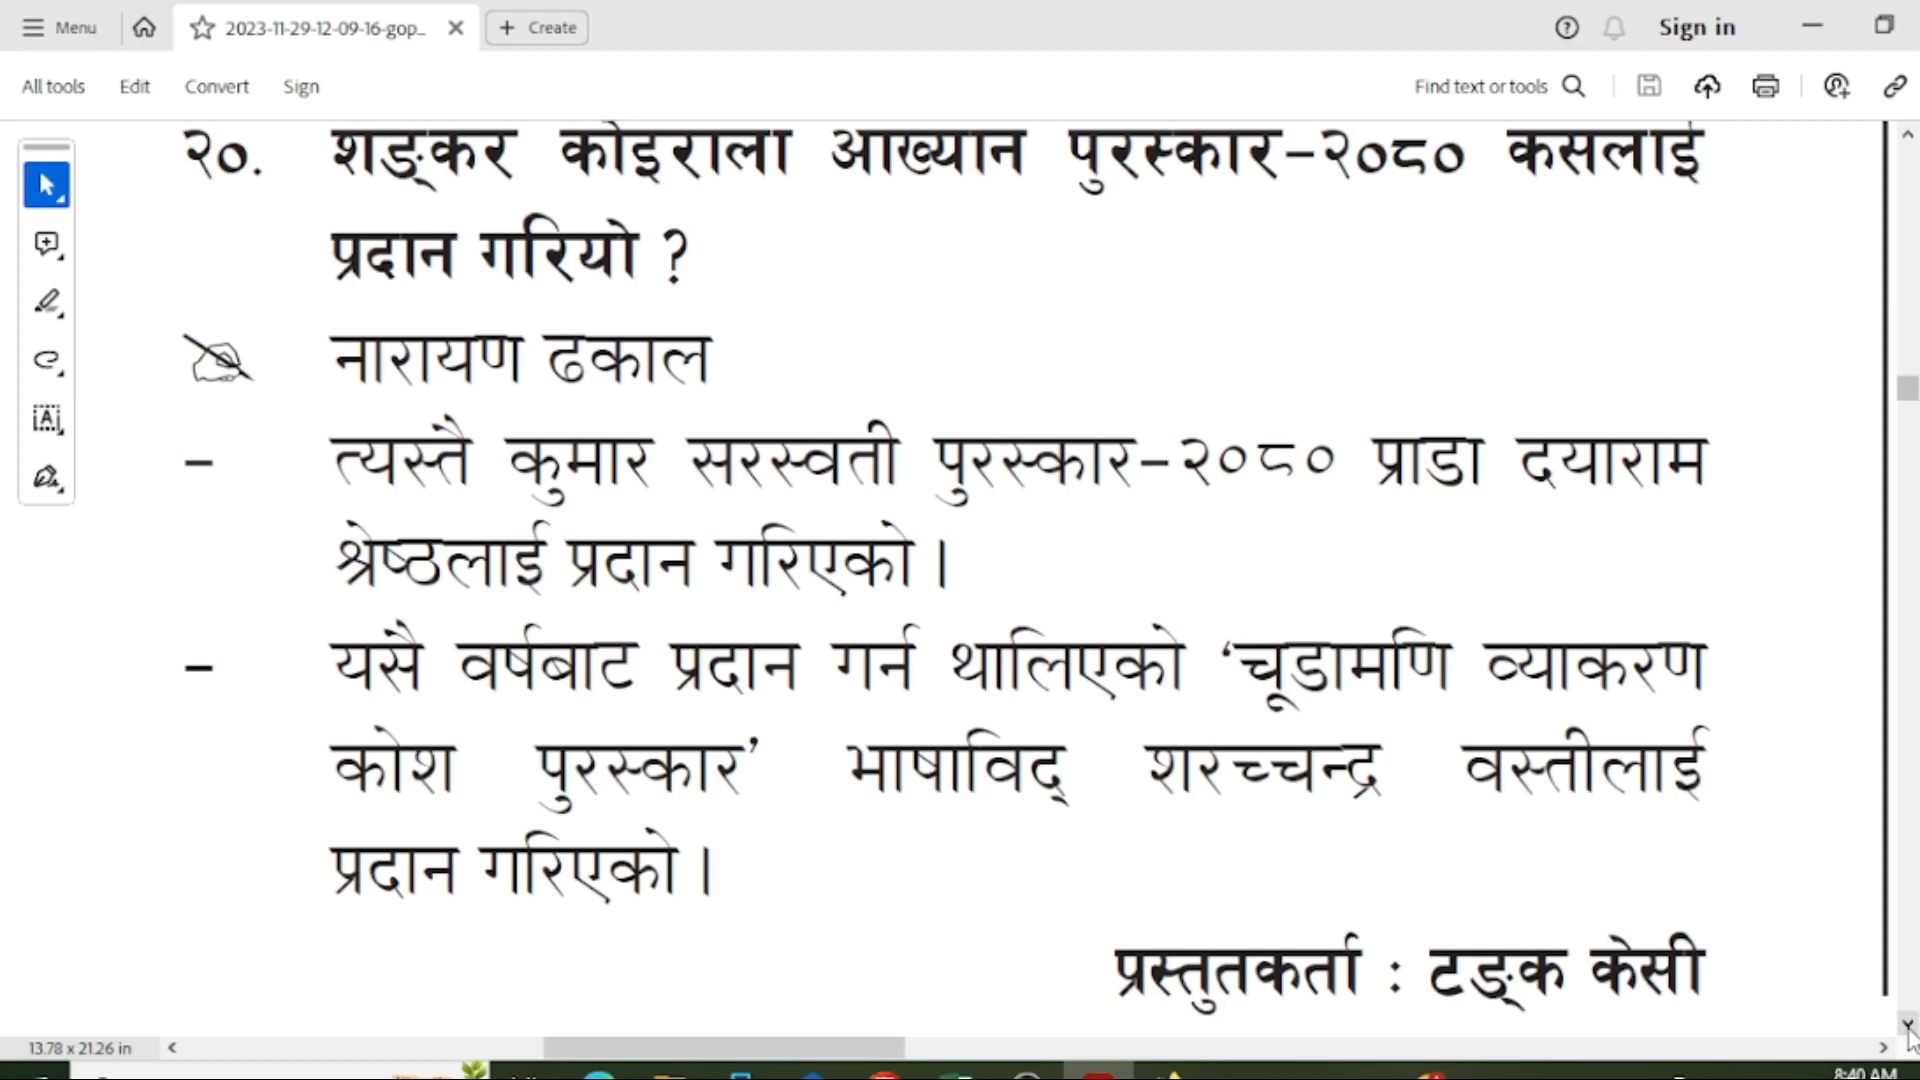 Menu 2023-11-29-12-09-16-gop... Create Sign in
All tools Edit Convert Sign Find text or tools
२०. शङ्कर कोइराला आख्यान पुरस्कार–२०८० कसलाई
प्रदान गरियो ?
नारायण ढकाल
– त्यस्तै कुमार सरस्वती पुरस्कार–२०८० प्राडा दयाराम
श्रेष्ठलाई प्रदान गरिएको।
– यसै वर्षबाट प्रदान गर्न थालिएको ‘चूडामणि व्याकरण
कोश पुरस्कार’ भाषाविद् शरच्चन्द्र वस्तीलाई
प्रदान गरिएको।
प्रस्तुतकर्ता : टङ्क केसी
13.78 x 21.26 in
8:40 AM